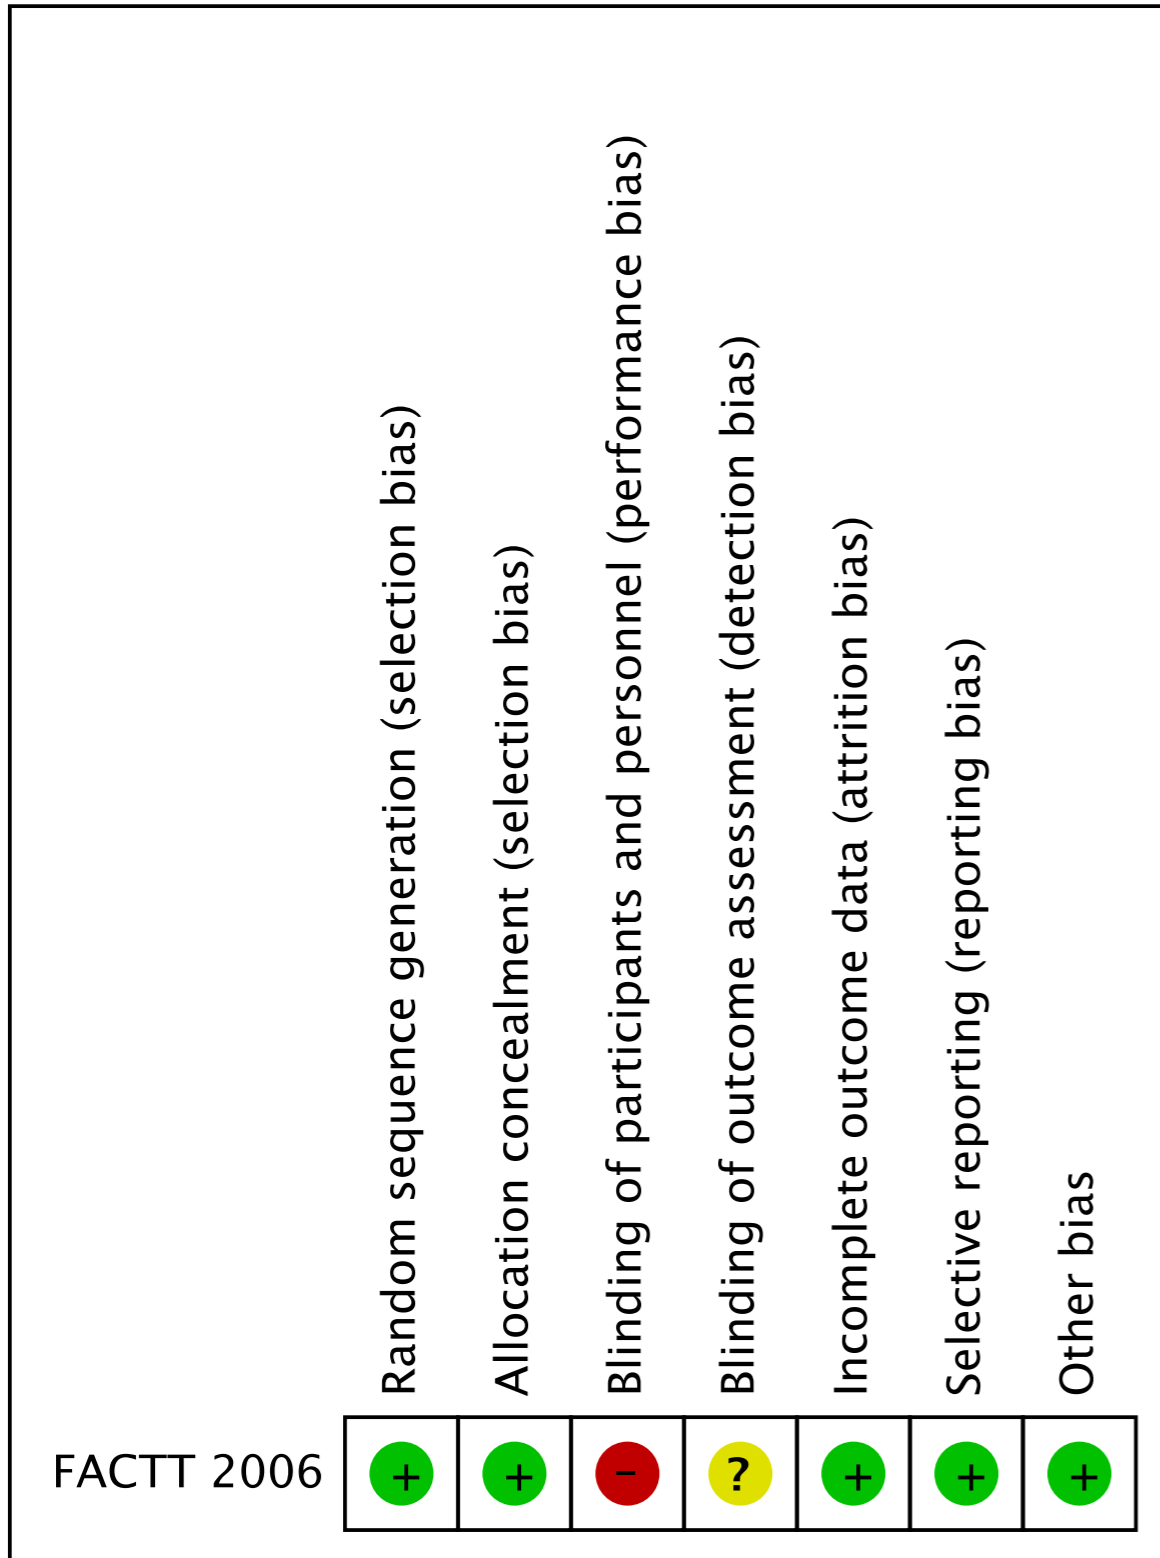 Random sequence generation (selection bias)
Allocation concealment (selection bias)
Blinding of participants and personnel (performance bias)
Blinding of outcome assessment (detection bias)
Incomplete outcome data (attrition bias)
Selective reporting (reporting bias)
Other bias
FACTT 2006 + + – ? + + +